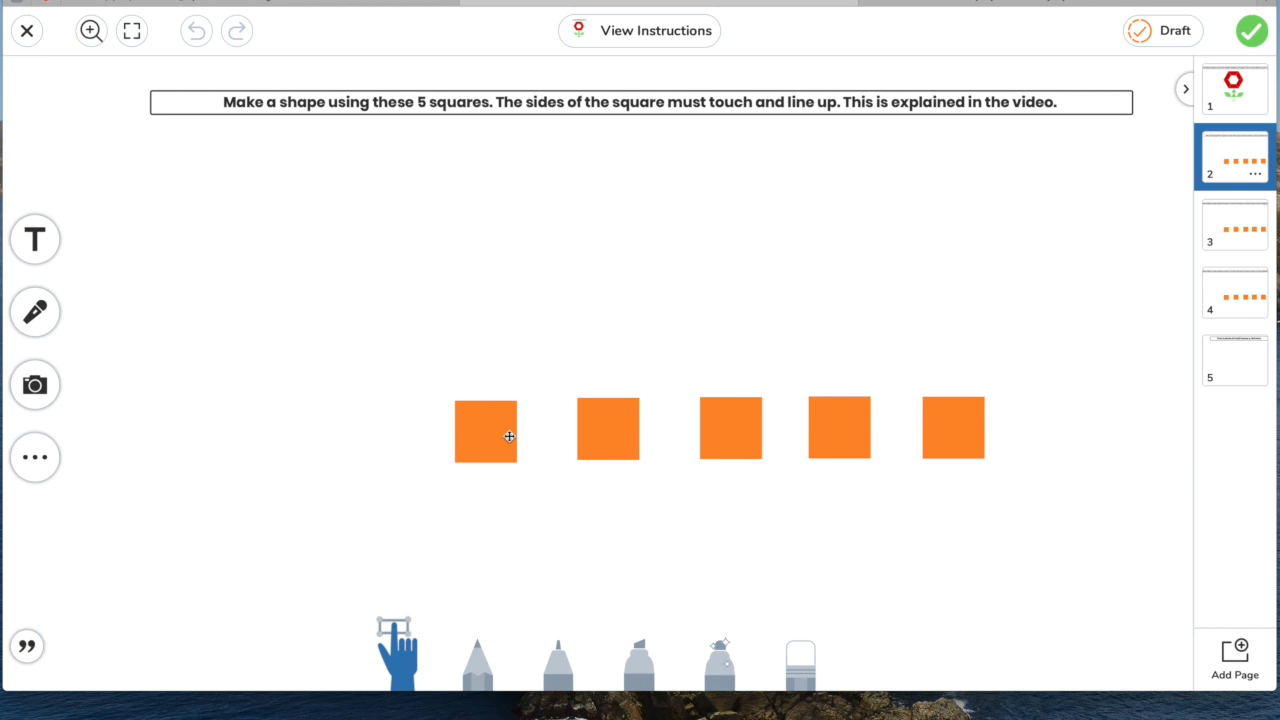 View Instructions
Draft
Make a shape using these 5 squares. The sides of the square must touch and line up. This is explained in the video.
T
1
2
3
4
5
Add Page